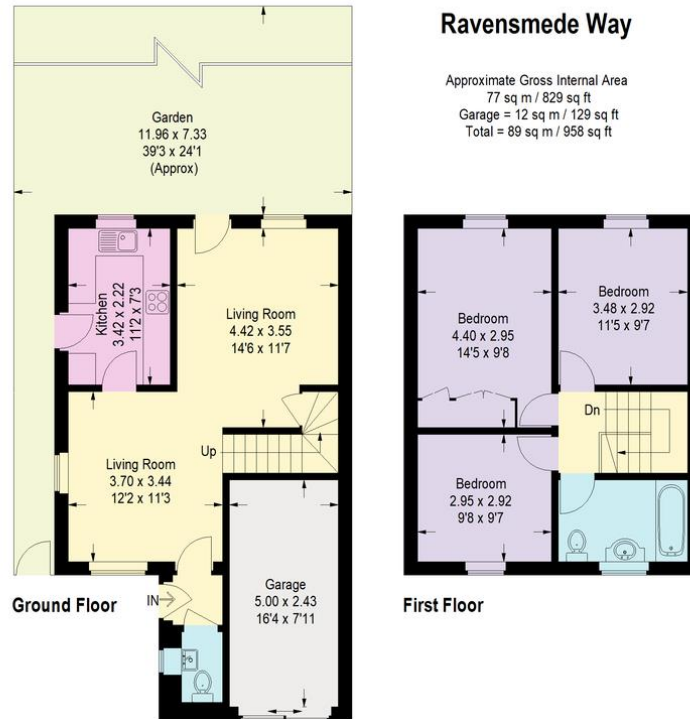 Ravensmede Way
Approximate Gross Internal Area
77 sq m / 829 sq ft
Garage = 12 sq m / 129 sq ft
Total = 89 sq m / 958 sq ft
Garden
11.96 x 7.33
39'3 x 24'1
(Approx)
Kitchen
3.42 x 2.22
11'2 x 7'3
Living Room
4.42 x 3.55
14'6 x 11'7
Up
Living Room
3.70 x 3.44
12'2 x 11'3
Garage
5.00 x 2.43
16'4 x 7'11
IN
Ground Floor
Bedroom
4.40 x 2.95
14'5 x 9'8
Bedroom
3.48 x 2.92
11'5 x 9'7
Dn
Bedroom
2.95 x 2.92
9'8 x 9'7
First Floor